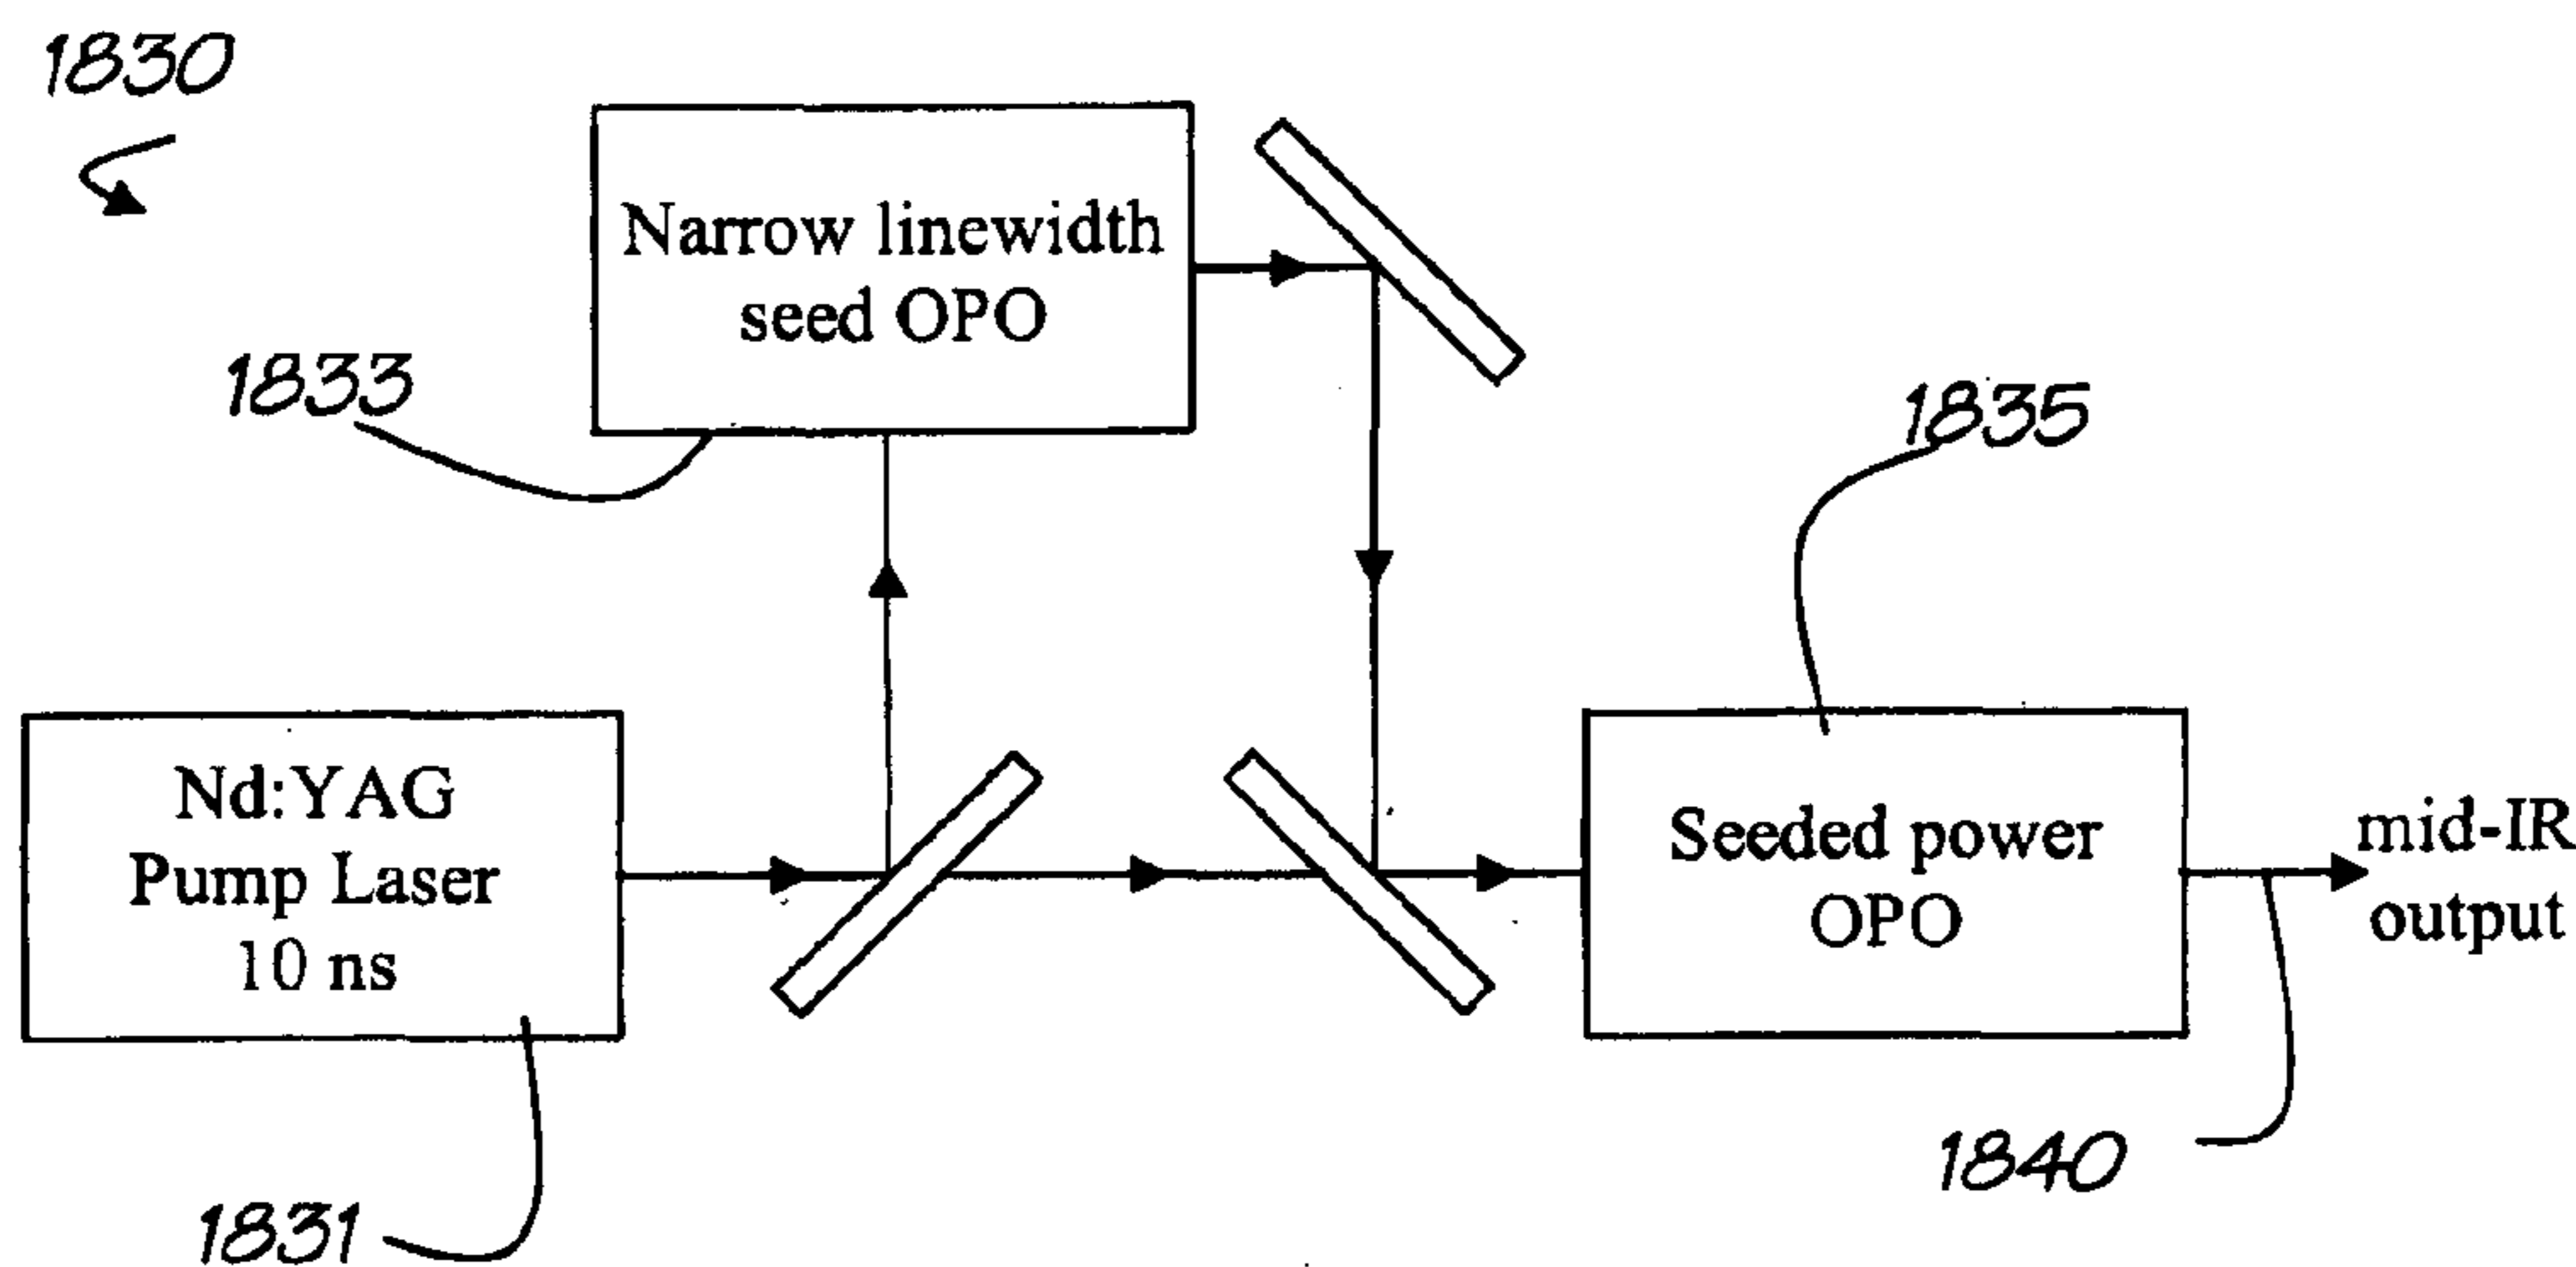 1830
Narrow linewidth
seed OPO
1833
1835
Nd:YAG
Pump Laser
10 ns
Seeded power
OPO
mid-IR
output
1840
1831